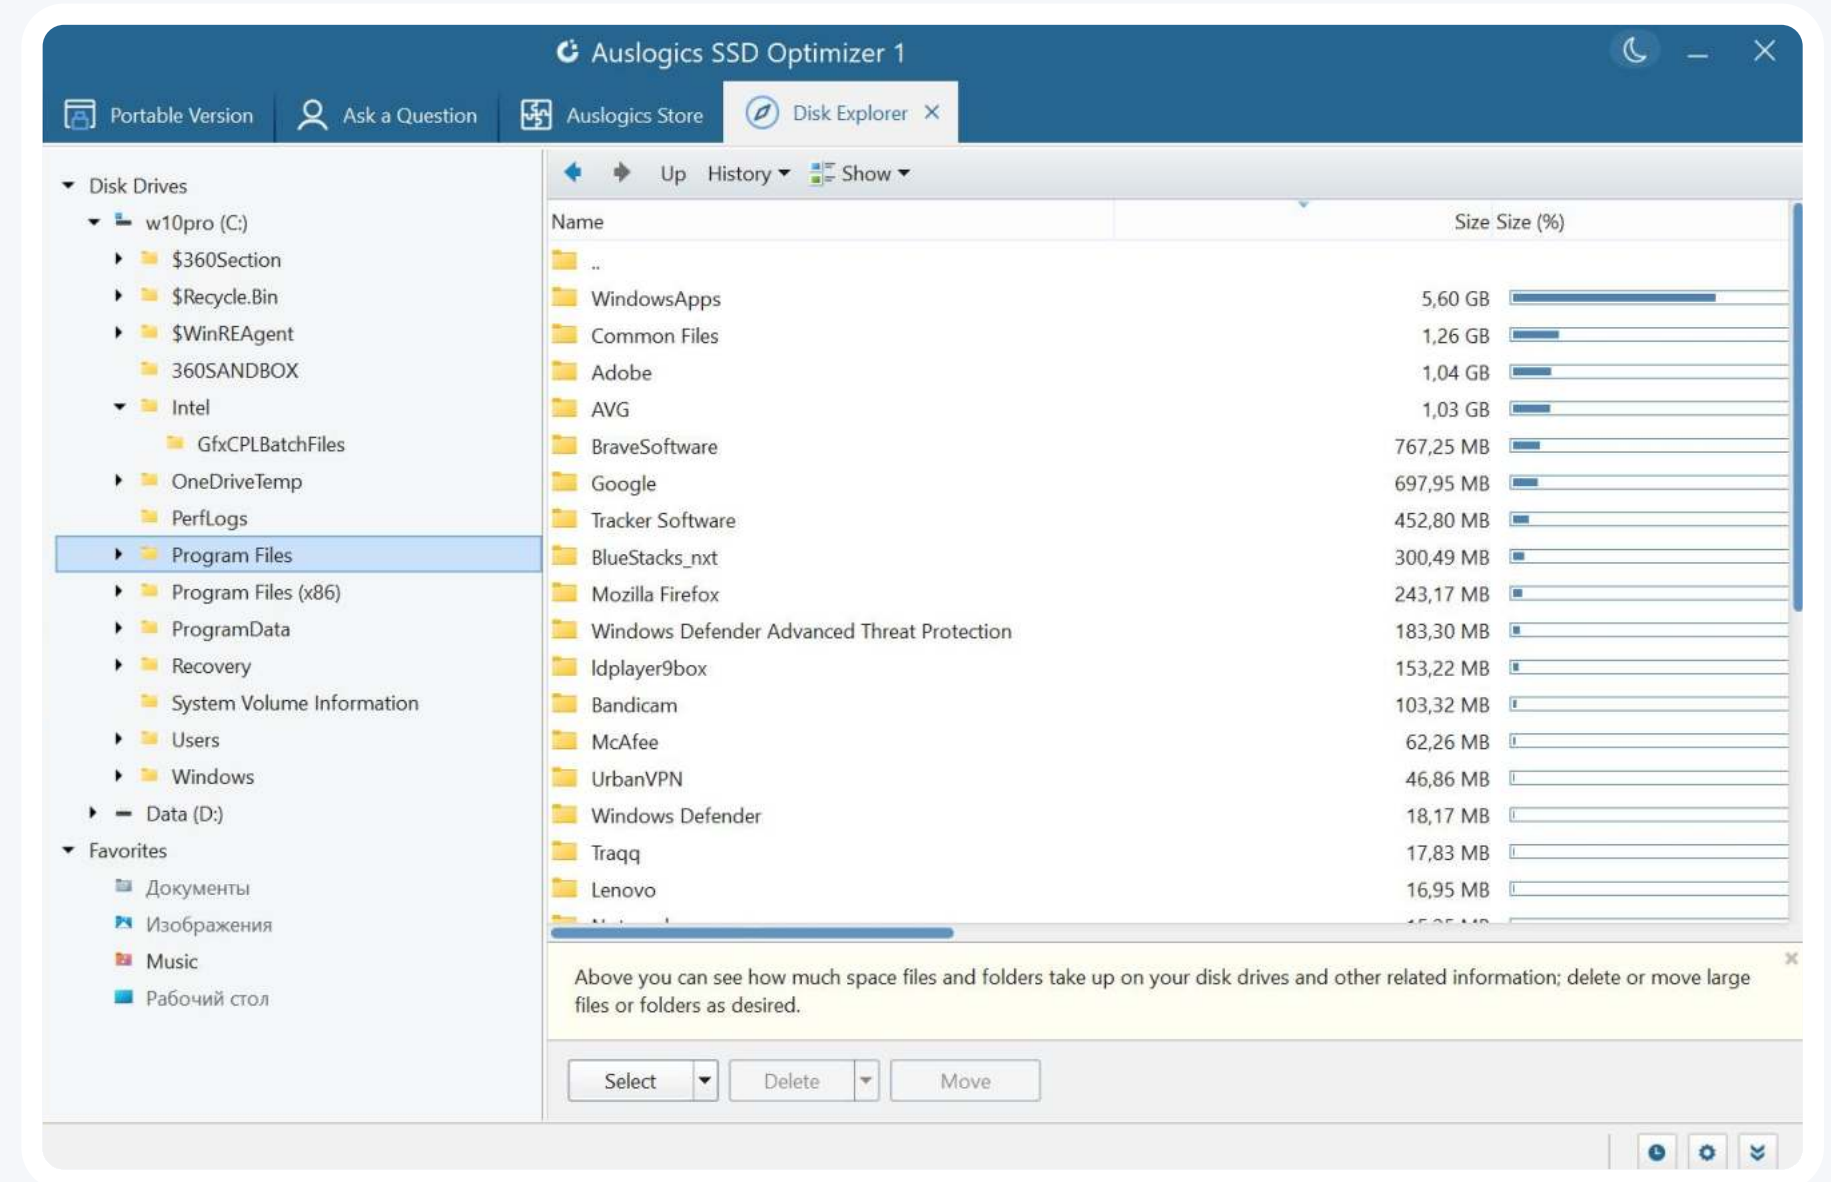 Auslogics SSD Optimizer 1
Portable Version
Ask a Question
Auslogics Store
Disk Explorer
Disk Drives
w10pro (C:)
$360Section
$Recycle.Bin
$WinREAgent
360SANDBOX
Intel
GfxCPLBatchFiles
OneDriveTemp
PerfLogs
Program Files
Program Files (x86)
ProgramData
Recovery
System Volume Information
Users
Windows
Data (D:)
Favorites
Документы
Изображения
Music
Рабочий стол
Up History Show
Name Size Size (%)
..
WindowsApps 5,60 GB
Common Files 1,26 GB
Adobe 1,04 GB
AVG 1,03 GB
BraveSoftware 767,25 MB
Google 697,95 MB
Tracker Software 452,80 MB
BlueStacks_nxt 300,49 MB
Mozilla Firefox 243,17 MB
Windows Defender Advanced Threat Protection 183,30 MB
ldplayer9box 153,22 MB
Bandicam 103,32 MB
McAfee 62,26 MB
UrbanVPN 46,86 MB
Windows Defender 18,17 MB
Traqq 17,83 MB
Lenovo 16,95 MB
Above you can see how much space files and folders take up on your disk drives and other related information; delete or move large
files or folders as desired.
Select Delete Move